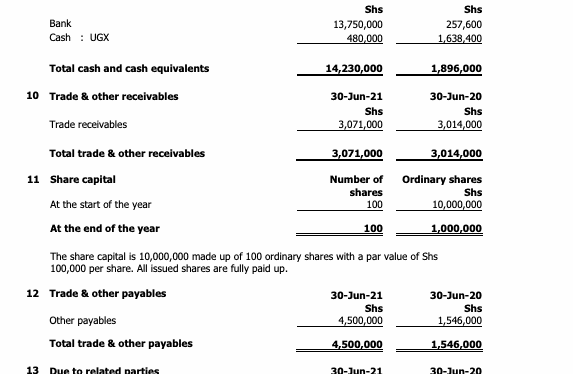 Shs Shs
Bank 13,750,000 257,600
Cash : UGX 480,000 1,638,400
Total cash and cash equivalents 14,230,000 1,896,000
10 Trade & other receivables 30-Jun-21 30-Jun-20
Shs Shs
Trade receivables 3,071,000 3,014,000
Total trade & other receivables 3,071,000 3,014,000
11 Share capital Number of Ordinary shares
shares Shs
At the start of the year 100 10,000,000
At the end of the year 100 1,000,000
The share capital is 10,000,000 made up of 100 ordinary shares with a par value of Shs
100,000 per share. All issued shares are fully paid up.
12 Trade & other payables 30-Jun-21 30-Jun-20
Shs Shs
Other payables 4,500,000 1,546,000
Total trade & other payables 4,500,000 1,546,000
13 Due to related parties 30-Jun-21 30-Jun-20